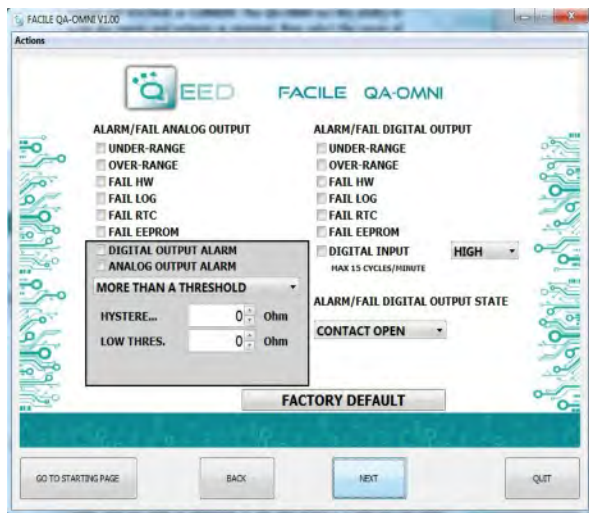 FACILE QA-OMNI V1.00
Actions
QEED FACILE QA-OMNI
ALARM/FAIL ANALOG OUTPUT
UNDER-RANGE
OVER-RANGE
FAIL HW
FAIL LOG
FAIL RTC
FAIL EEPROM
DIGITAL OUTPUT ALARM
ANALOG OUTPUT ALARM
MORE THAN A THRESHOLD
HYSTERE... 0 Ohm
LOW THRES. 0 Ohm
ALARM/FAIL DIGITAL OUTPUT
UNDER-RANGE
OVER-RANGE
FAIL HW
FAIL LOG
FAIL RTC
FAIL EEPROM
DIGITAL INPUT HIGH
MAX 15 CYCLES/MINUTE
ALARM/FAIL DIGITAL OUTPUT STATE
CONTACT OPEN
FACTORY DEFAULT
GO TO STARTING PAGE BACK NEXT QUIT